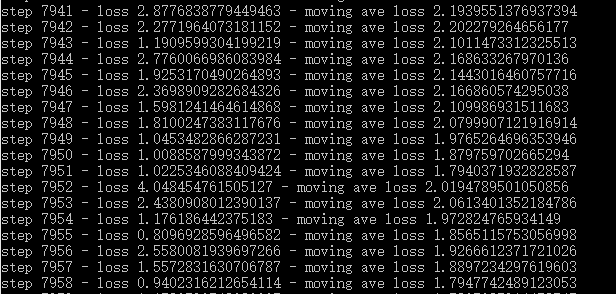 step 7941 - loss 2.8776838779449463 - moving ave loss 2.1939551376937394
step 7942 - loss 2.2771964073181152 - moving ave loss 2.202279264656177
step 7943 - loss 1.1909599304199219 - moving ave loss 2.1011473312325513
step 7944 - loss 2.7760066986083984 - moving ave loss 2.168633267970136
step 7945 - loss 1.9253170490264893 - moving ave loss 2.1443016460757716
step 7946 - loss 2.3698909282684326 - moving ave loss 2.166860574295038
step 7947 - loss 1.5981241464614868 - moving ave loss 2.109986931511683
step 7948 - loss 1.8100247383117676 - moving ave loss 2.0799907121916914
step 7949 - loss 1.0453482866287231 - moving ave loss 1.9765264696353946
step 7950 - loss 1.0088587999343872 - moving ave loss 1.879759702665294
step 7951 - loss 1.0225346088409424 - moving ave loss 1.7940371932828587
step 7952 - loss 4.048454761505127 - moving ave loss 2.0194789501050856
step 7953 - loss 2.4380908012390137 - moving ave loss 2.0613401352184786
step 7954 - loss 1.176186442375183 - moving ave loss 1.972824765934149
step 7955 - loss 0.8096928596496582 - moving ave loss 1.8565115753056998
step 7956 - loss 2.5580081939697266 - moving ave loss 1.9266612371721026
step 7957 - loss 1.5572831630706787 - moving ave loss 1.8897234297619603
step 7958 - loss 0.9402316212654114 - moving ave loss 1.7947742489123053